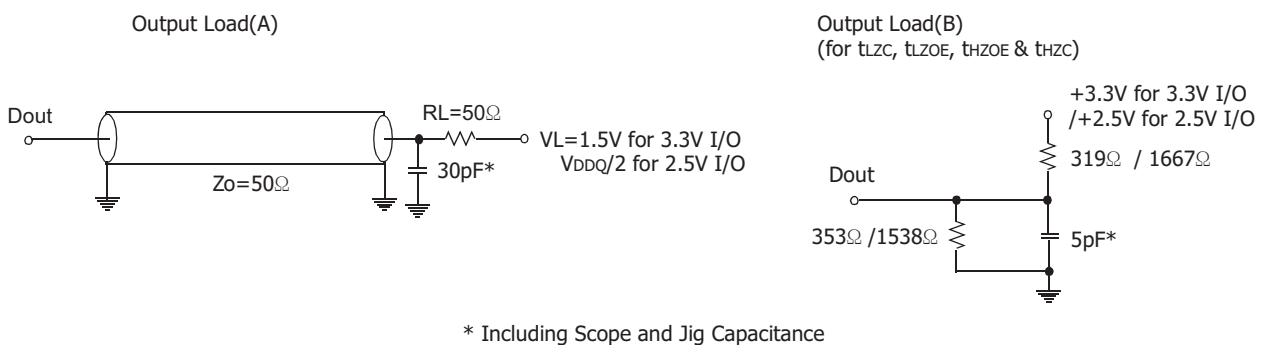 Output Load(A)
Dout
Zo=50Ω
RL=50Ω
30pF*
VL=1.5V for 3.3V I/O
VDDQ/2 for 2.5V I/O
Output Load(B)
(for tLZC, tLZOE, tHZOE & tHZC)
+3.3V for 3.3V I/O
/+2.5V for 2.5V I/O
319Ω / 1667Ω
Dout
353Ω /1538Ω
5pF*
* Including Scope and Jig Capacitance